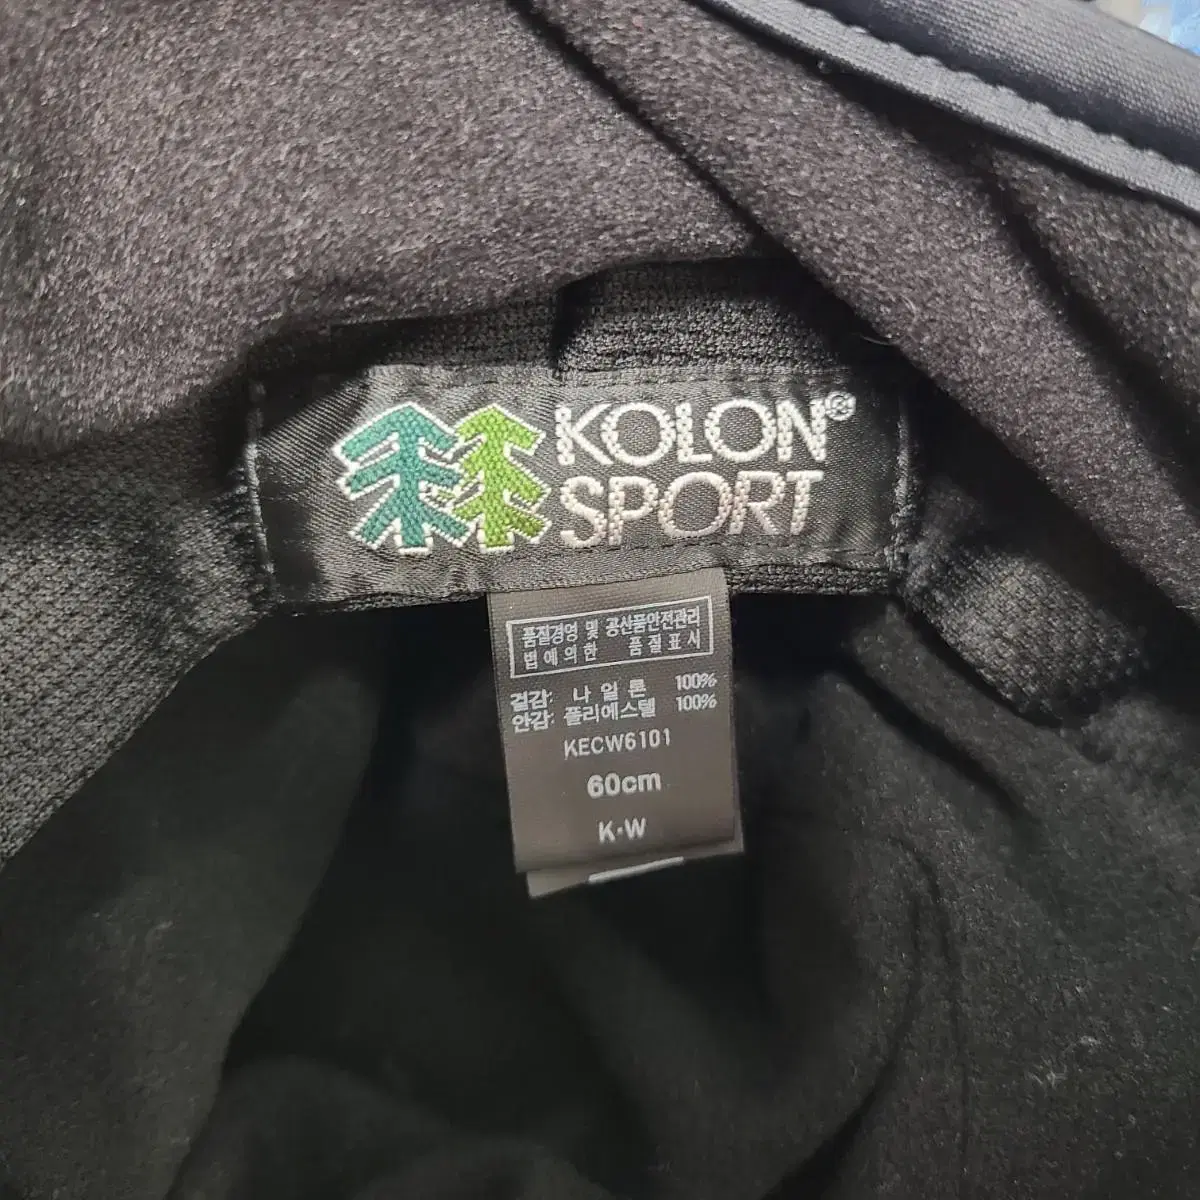 KOLON®
SPORT
품질경영 및 공산품안전관리
법에의한 품질표시
겉감: 나일론 100%
안감: 폴리에스텔 100%
KECW6101
60cm
K·W